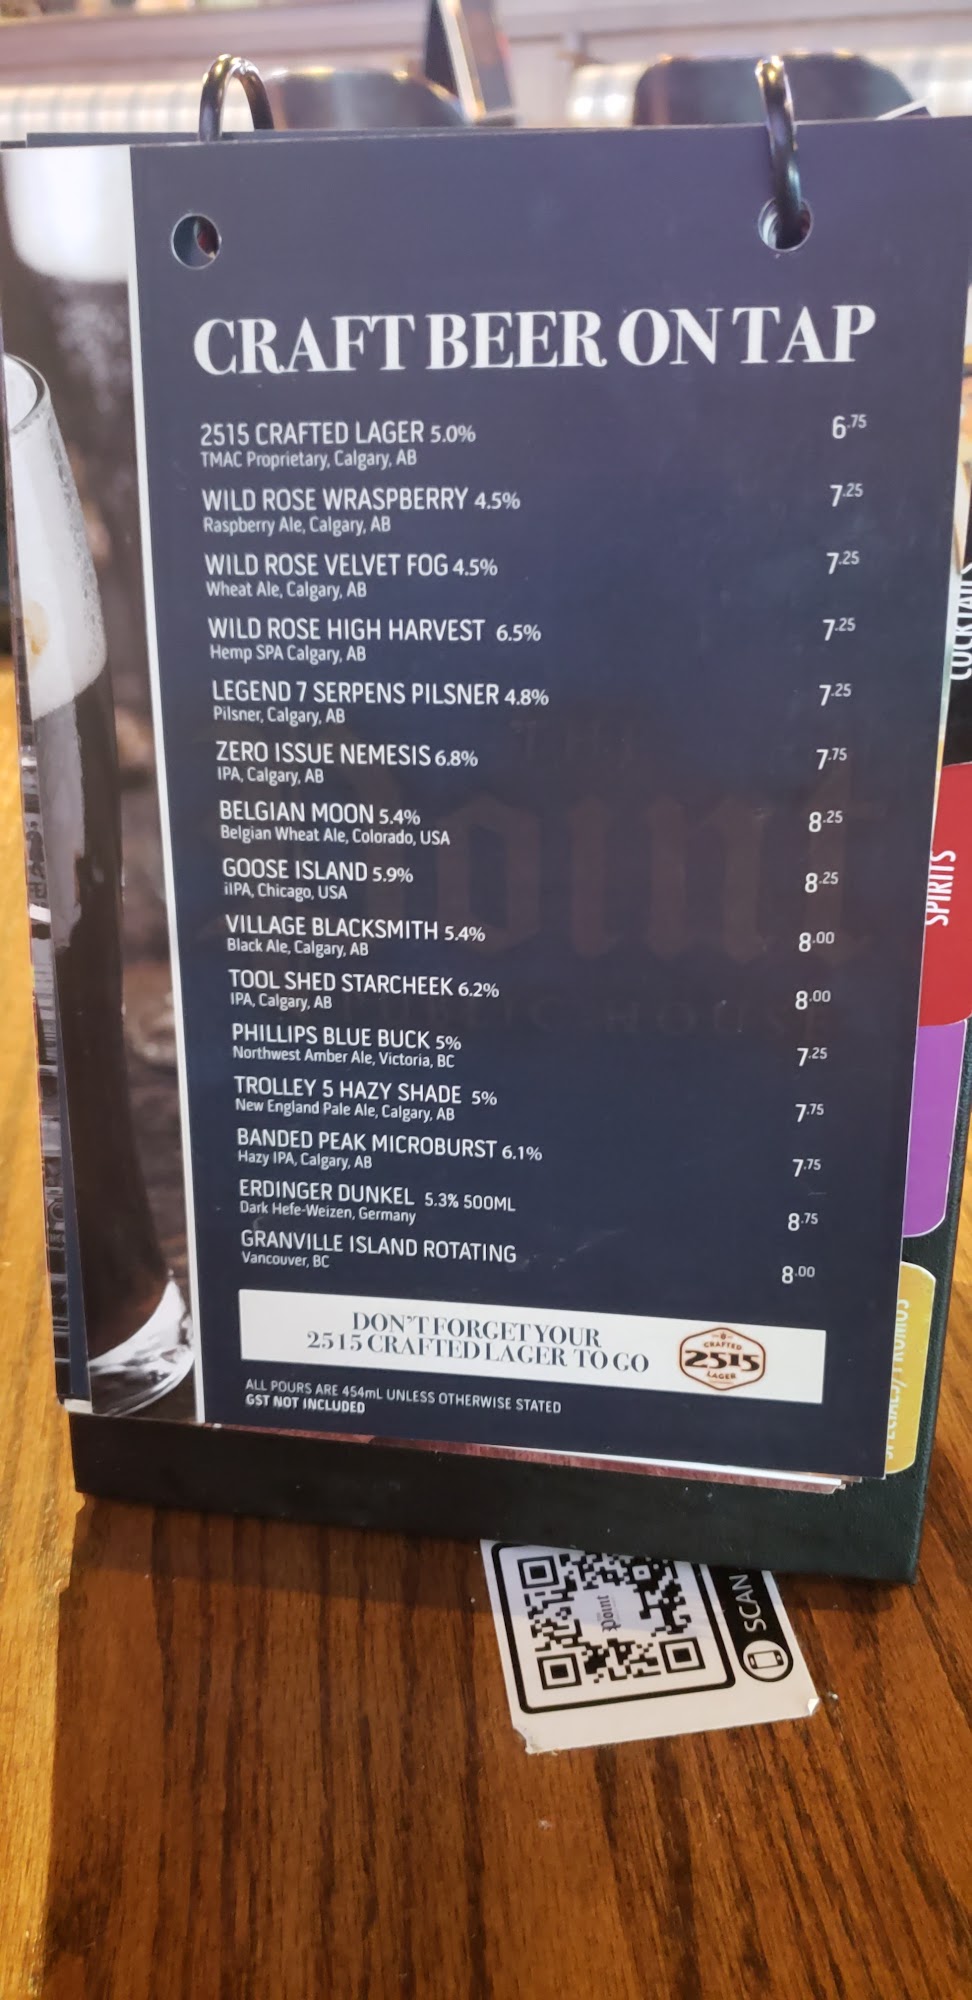 CRAFT BEER ON TAP
2515 CRAFTED LAGER 5.0% 6.75
TMAC Proprietary, Calgary, AB
WILD ROSE WRASPBERRY 4.5% 7.25
Raspberry Ale, Calgary, AB
WILD ROSE VELVET FOG 4.5% 7.25
Wheat Ale, Calgary, AB
WILD ROSE HIGH HARVEST 6.5% 7.25
Hemp SPA Calgary, AB
LEGEND 7 SERPENS PILSNER 4.8% 7.25
Pilsner, Calgary, AB
ZERO ISSUE NEMESIS 6.8% 7.75
IPA, Calgary, AB
BELGIAN MOON 5.4% 8.25
Belgian Wheat Ale, Colorado, USA
GOOSE ISLAND 5.9% 8.25
iIPA, Chicago, USA
VILLAGE BLACKSMITH 5.4% 8.00
Black Ale, Calgary, AB
TOOL SHED STARCHEEK 6.2% 8.00
IPA, Calgary, AB
PHILLIPS BLUE BUCK 5% 7.25
Northwest Amber Ale, Victoria, BC
TROLLEY 5 HAZY SHADE 5% 7.75
New England Pale Ale, Calgary, AB
BANDED PEAK MICROBURST 6.1% 7.75
Hazy IPA, Calgary, AB
ERDINGER DUNKEL 5.3% 500ML 8.75
Dark Hefe-Weizen, Germany
GRANVILLE ISLAND ROTATING 8.00
Vancouver, BC
DON'T FORGET YOUR
2515 CRAFTED LAGER TO GO
CRAFTED
2515
LAGER
ALL POURS ARE 454mL UNLESS OTHERWISE STATED
GST NOT INCLUDED
COCKTAILS
SPIRITS
SPECIALS/PROMOS
Point
SCAN